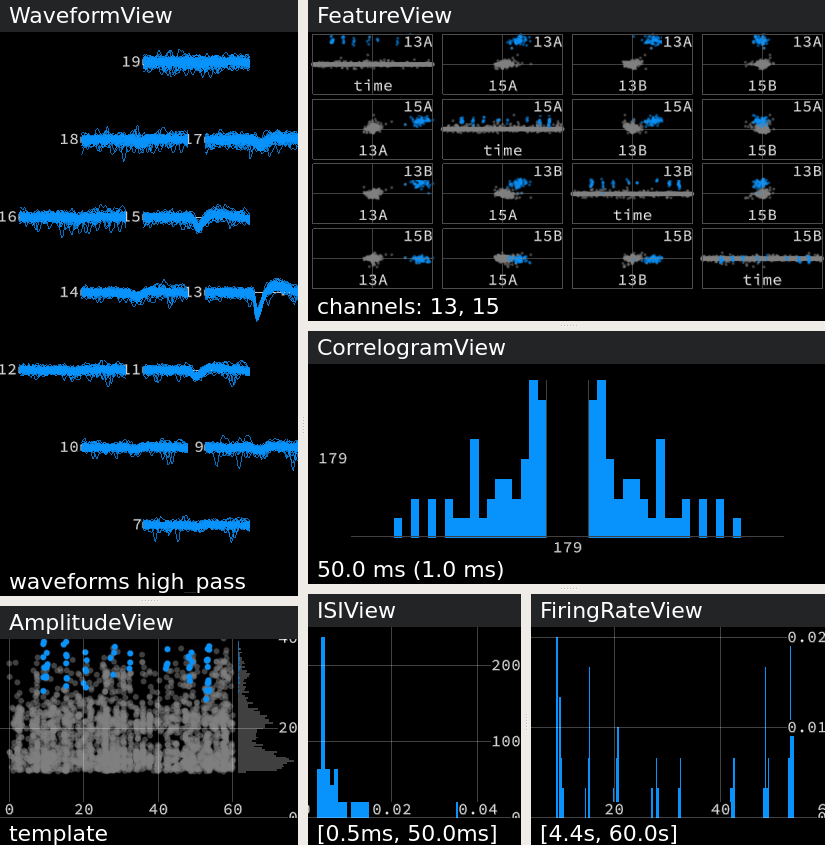 WaveformView
19
18 17
16 15
14 13
12 11
10 9
7
waveforms high_pass
FeatureView
13A 13A 13A 13A
time 15A 13B 15B
15A 15A 15A 15A
13A time 13B 15B
13B 13B 13B 13B
13A 15A time 15B
15B 15B 15B 15B
13A 15A 13B time
channels: 13, 15
CorrelogramView
179
179
50.0 ms (1.0 ms)
AmplitudeView
40
20
0 20 40 60 0
template
ISIView
200
100
0.02 0.04 0
[0.5ms, 50.0ms]
FiringRateView
0.02
0.01
20 40
[4.4s, 60.0s]